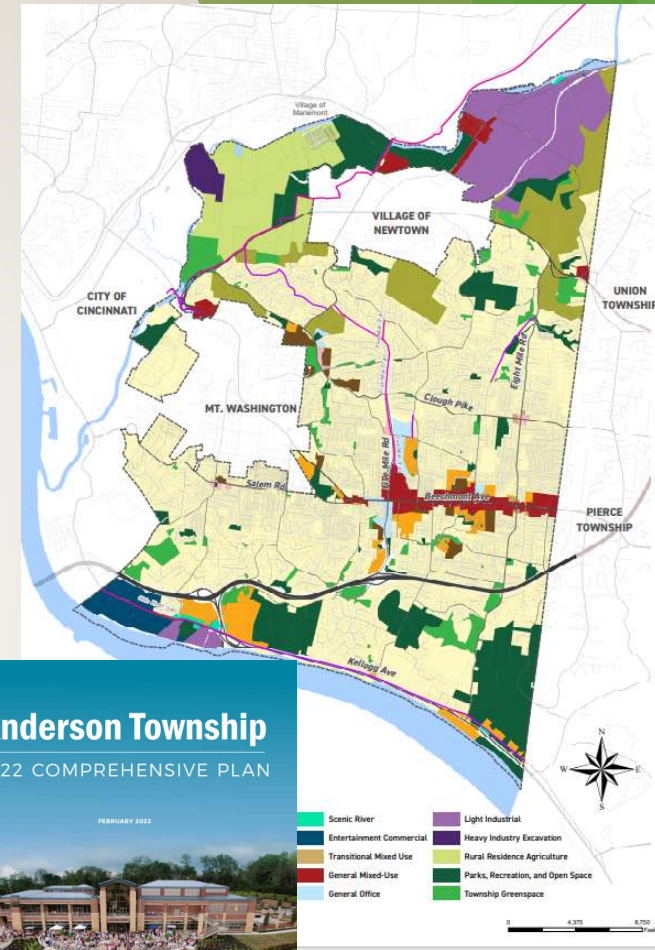 Village of
Mariemont
VILLAGE OF
NEWTOWN
CITY OF
CINCINNATI
UNION
TOWNSHIP
Eight Mile Rd
MT. WASHINGTON
Clough Pike
Five Mile Rd
Salem Rd
Beechmont Ave
PIERCE
TOWNSHIP
Kellogg Ave
nderson Township
22 COMPREHENSIVE PLAN
FEBRUARY 2022
N
W
E
S
Scenic River
Entertainment Commercial
Transitional Mixed Use
General Mixed-Use
General Office
Light Industrial
Heavy Industry Excavation
Rural Residence Agriculture
Parks, Recreation, and Open Space
Township Greenspace
0
4,375
8,750
Feet